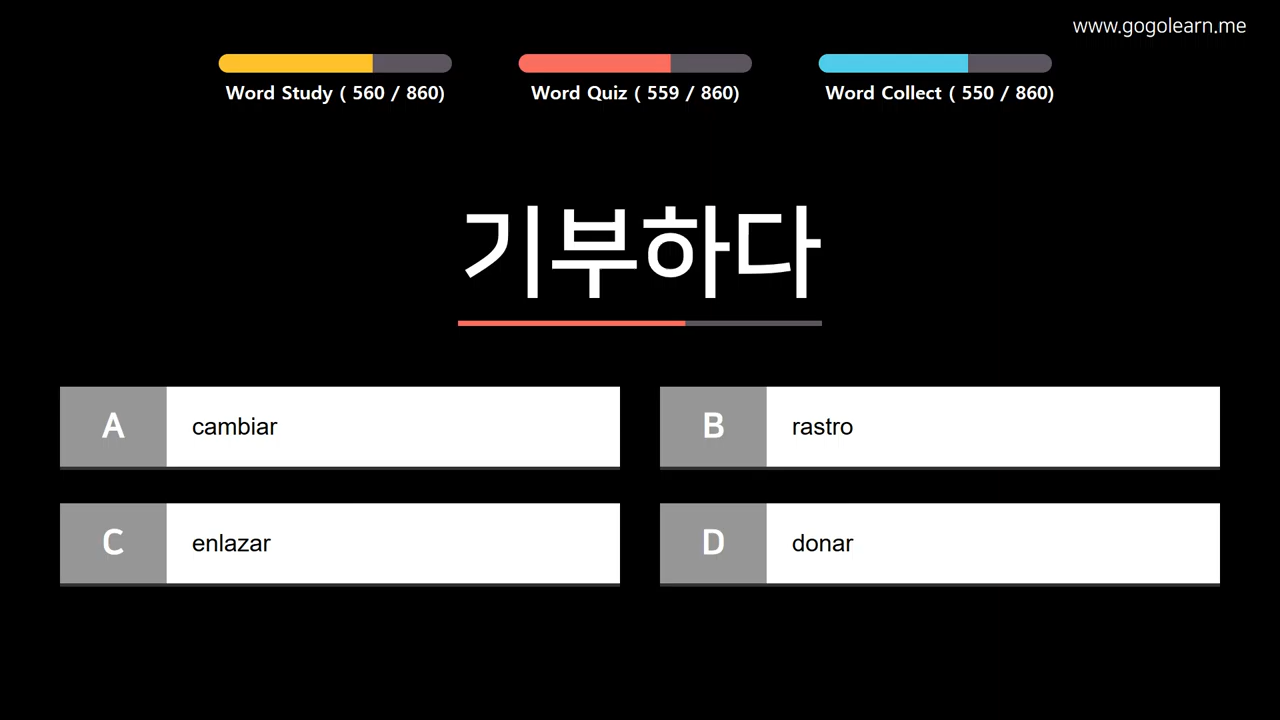 www.gogolearn.me
Word Study ( 560 / 860)
Word Quiz ( 559 / 860)
Word Collect ( 550 / 860)
기부하다
A cambiar
B rastro
C enlazar
D donar